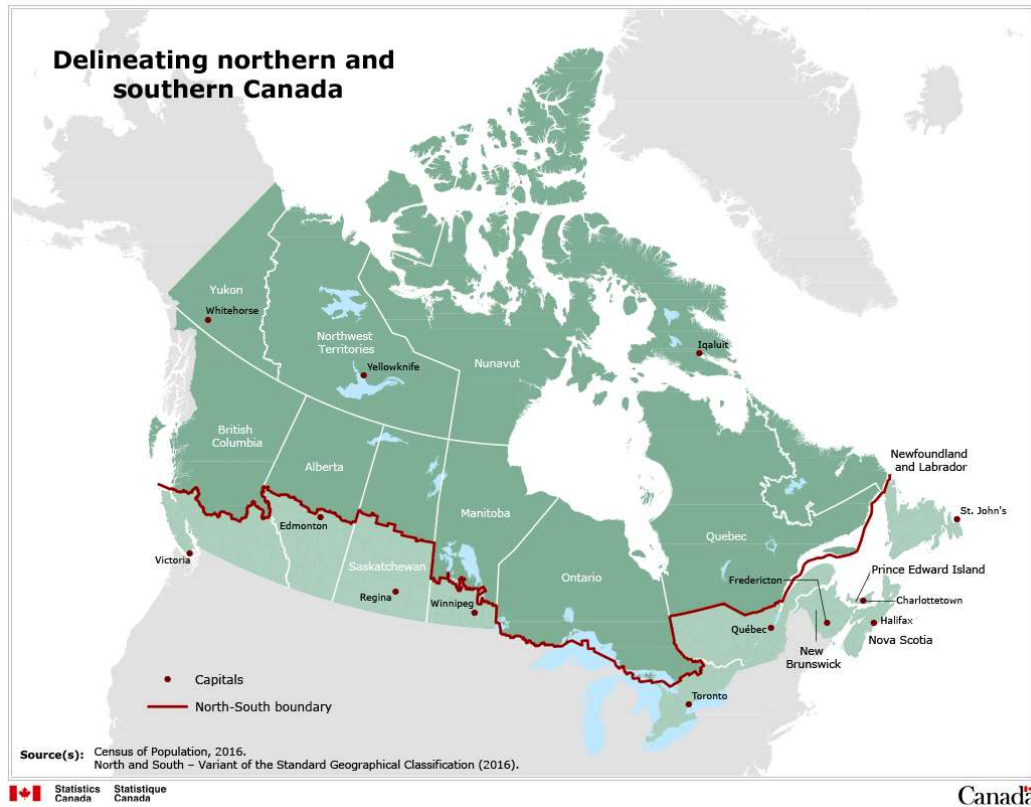 Delineating northern and
southern Canada
Yukon
Whitehorse
Northwest
Territories
Yellowknife
Nunavut
Iqaluit
British
Columbia
Alberta
Newfoundland
and Labrador
Edmonton
Manitoba
St. John's
Saskatchewan
Quebec
Victoria
Ontario
Fredericton
Prince Edward Island
Regina
Winnipeg
Charlottetown
Québec
Halifax
Nova Scotia
New
Brunswick
Capitals
Toronto
North-South boundary
Source(s): Census of Population, 2016.
North and South – Variant of the Standard Geographical Classification (2016).
Statistics Statistique
Canada Canada
Canada